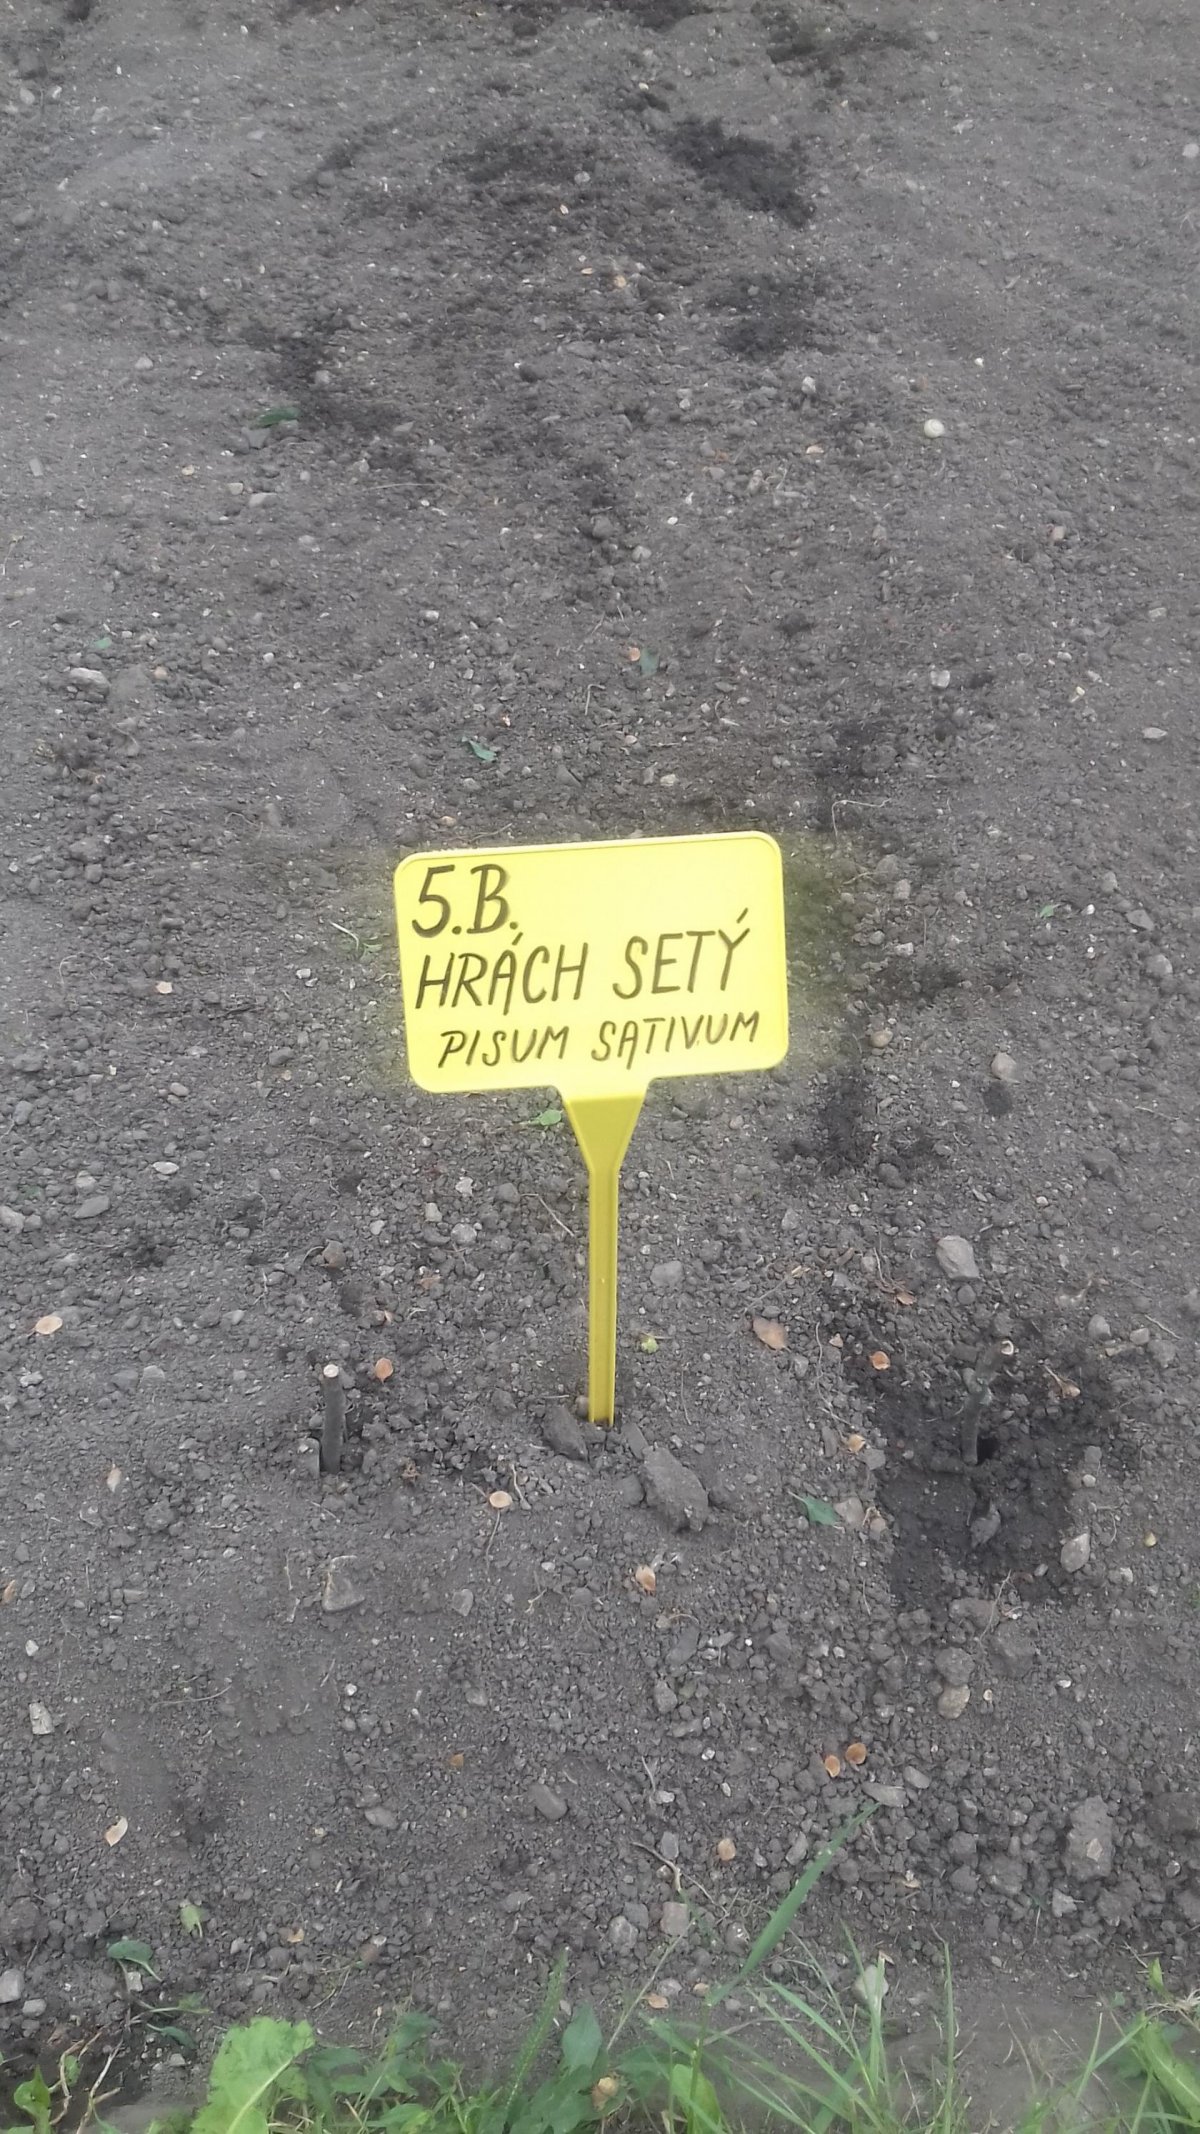 5.B.
HRÁCH SETÝ
PISUM SATIVUM